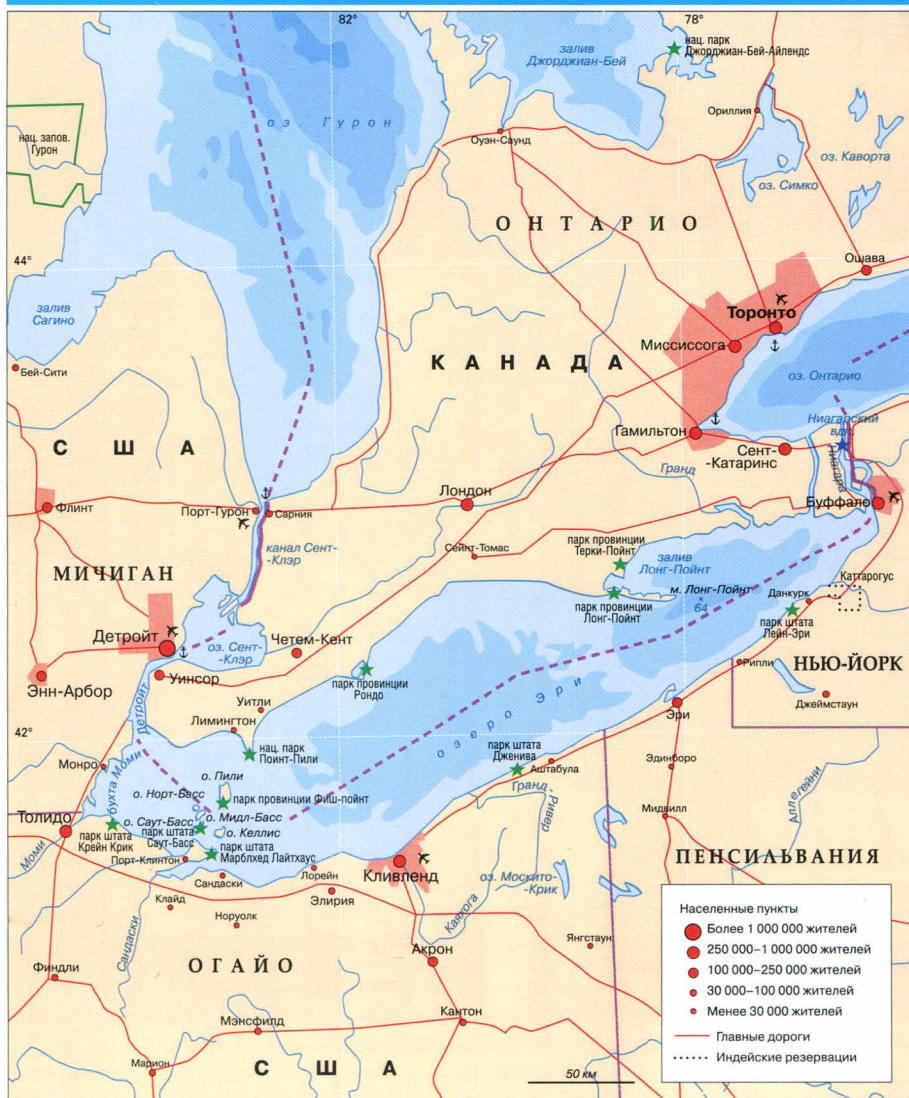 82°
78°
нац. парк
Джорджиан-Бей-Айлендс
залив
Джорджиан-Бей
оз. Гурон
Ориллия
нац. запов.
Гурон
Оуэн-Саунд
оз. Каворта
оз. Симко
ОНТАРИО
44°
Ошава
залив
Сагино
Торонто
Миссиссога
Бей-Сити
КАНАДА
оз. Онтарио
США
Гамильтон
Ниагарский
вдп.
Ниагара
Сент-
-Катаринс
Гранд
Лондон
Буффало
Флинт
Порт-Гурон
Сарния
парк провинции
Терки-Пойнт
канал Сент-
-Клэр
Сейнт-Томас
залив
Лонг-Пойнт
МИЧИГАН
Каттарогус
м. Лонг-Пойнт
64
Данкурк
парк провинции
Лонг-Пойнт
парк штата
Лейн-Эри
Детройт
оз. Сент-
-Клэр
Четем-Кент
Рипли
НЬЮ-ЙОРК
Энн-Арбор
Уинсор
парк провинции
Рондо
Джеймстаун
Детройт
Уитли
Лимингтон
озеро Эри
Эри
42°
нац. парк
Поинт-Пили
парк штата
Дженива
Аштабула
Эдинборо
Монро
бухта Моми
о. Пили
Гранд-Ривер
Аллегейни
о. Норт-Басс
парк провинции Фиш-пойнт
о. Мидл-Басс
Мидвилл
Толидо
о. Саут-Басс
о. Келлис
парк штата
Крейн Крик
парк штата
Саут-Басс
парк штата
Марблхед Лайтхаус
Моми
Порт-Клинтон
Кливленд
ПЕНСИЛЬВАНИЯ
Сандаски
Лорейн
оз. Москито-
-Крик
Клайд
Элирия
Норуолк
Каяхога
Сандаски
Янгстаун
Акрон
Финдли
ОГАЙО
Кантон
Мэнсфилд
Марион
США
50 км
Населенные пункты
Более 1 000 000 жителей
250 000–1 000 000 жителей
100 000–250 000 жителей
30 000–100 000 жителей
Менее 30 000 жителей
Главные дороги
Индейские резервации